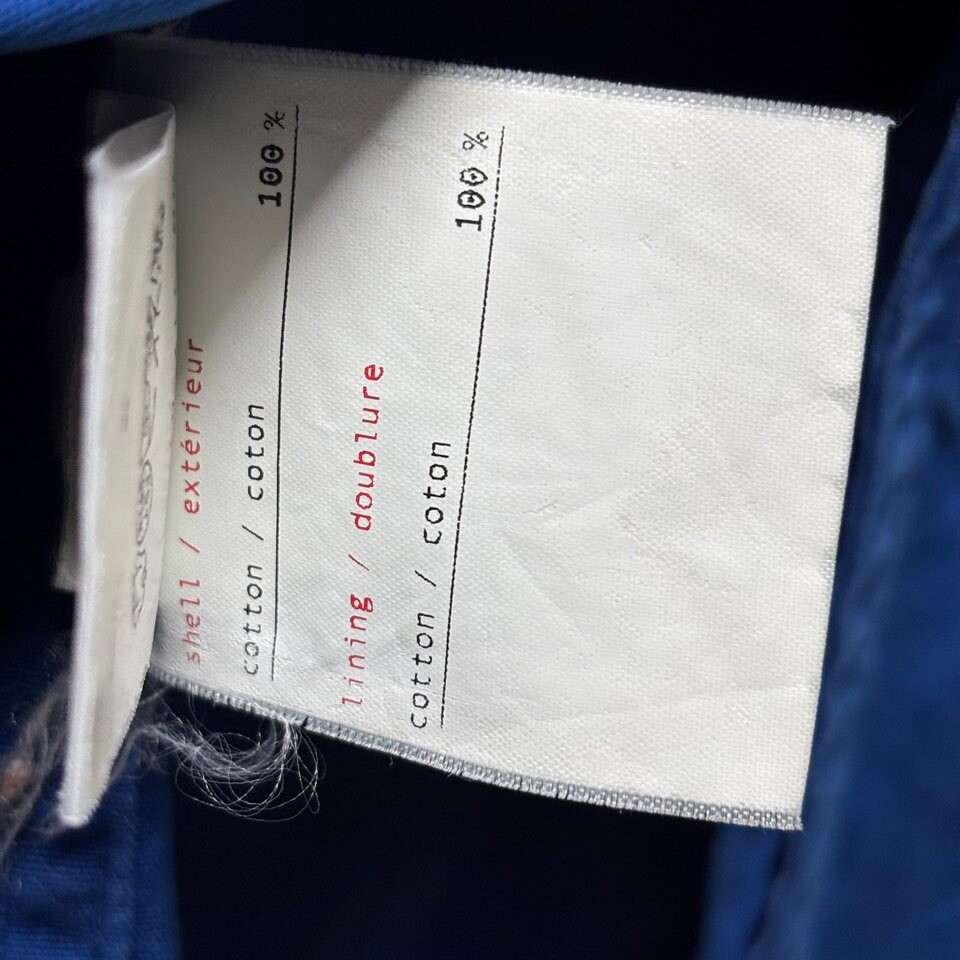 shell / extérieur
cotton / coton 100 %
lining / doublure
cotton / coton 100 %